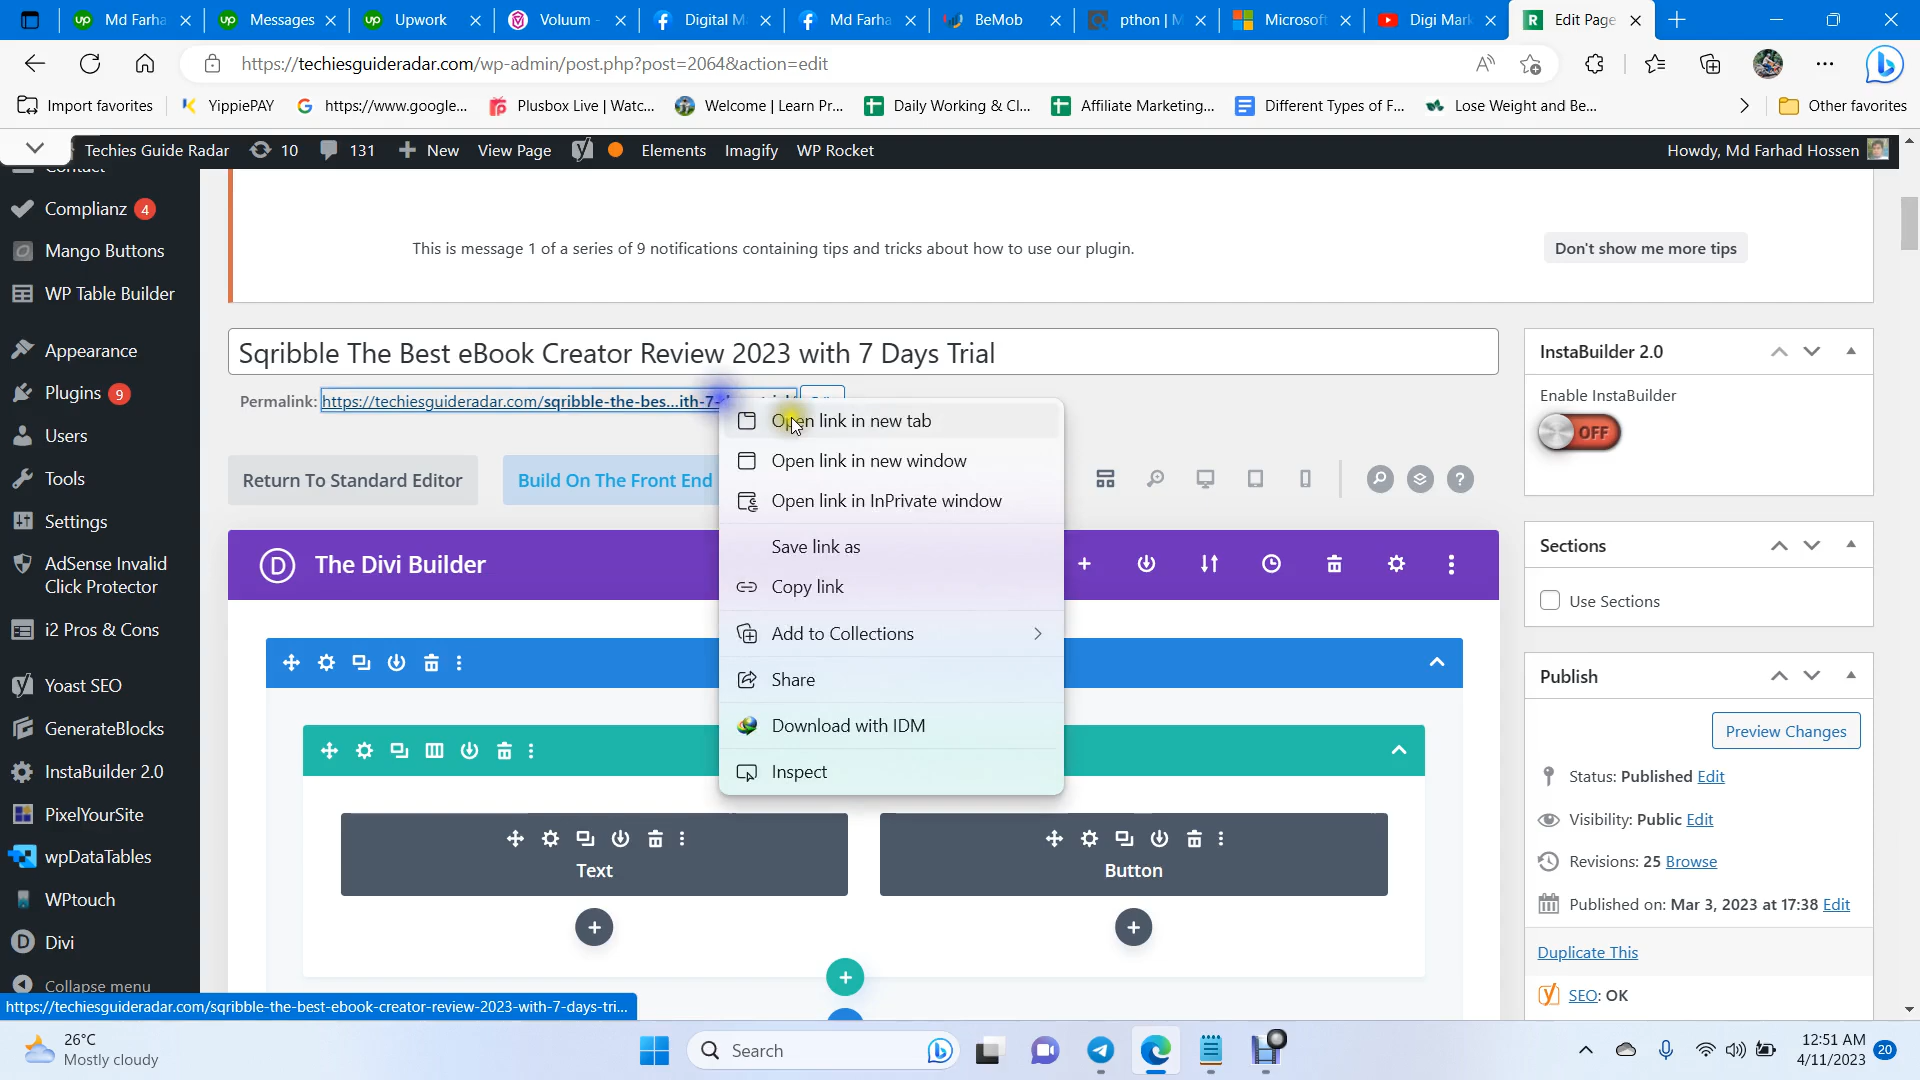 Md Farha
Messages
Upwork
Voluum -
Digital M
Md Farha
BeMob
pthon | M
Microsoft
Digi Mark
Edit Page
https://techiesguideradar.com/wp-admin/post.php?post=2064&action=edit
Import favorites
YippiePAY
https://www.google...
Plusbox Live | Watc...
Welcome | Learn Pr...
Daily Working & Cl...
Affiliate Marketing...
Different Types of F...
Lose Weight and Be...
Other favorites
Techies Guide Radar
10
131
New
View Page
Elements
Imagify
WP Rocket
Howdy, Md Farhad Hossen
Contact
Complianz 4
Mango Buttons
WP Table Builder
Appearance
Plugins 9
Users
Tools
Settings
AdSense Invalid
Click Protector
i2 Pros & Cons
Yoast SEO
GenerateBlocks
InstaBuilder 2.0
PixelYourSite
wpDataTables
WPtouch
Divi
Collapse menu
This is message 1 of a series of 9 notifications containing tips and tricks about how to use our plugin.
Don't show me more tips
Sqribble The Best eBook Creator Review 2023 with 7 Days Trial
Permalink: https://techiesguideradar.com/sqribble-the-bes...ith-7-
Return To Standard Editor
Build On The Front End
The Divi Builder
Text
Button
Open link in new tab
Open link in new window
Open link in InPrivate window
Save link as
Copy link
Add to Collections
Share
Download with IDM
Inspect
InstaBuilder 2.0
Enable InstaBuilder
OFF
Sections
Use Sections
Publish
Preview Changes
Status: Published Edit
Visibility: Public Edit
Revisions: 25 Browse
Published on: Mar 3, 2023 at 17:38 Edit
Duplicate This
SEO: OK
https://techiesguideradar.com/sqribble-the-best-ebook-creator-review-2023-with-7-days-tri...
26°C
Mostly cloudy
Search
12:51 AM
4/11/2023
20